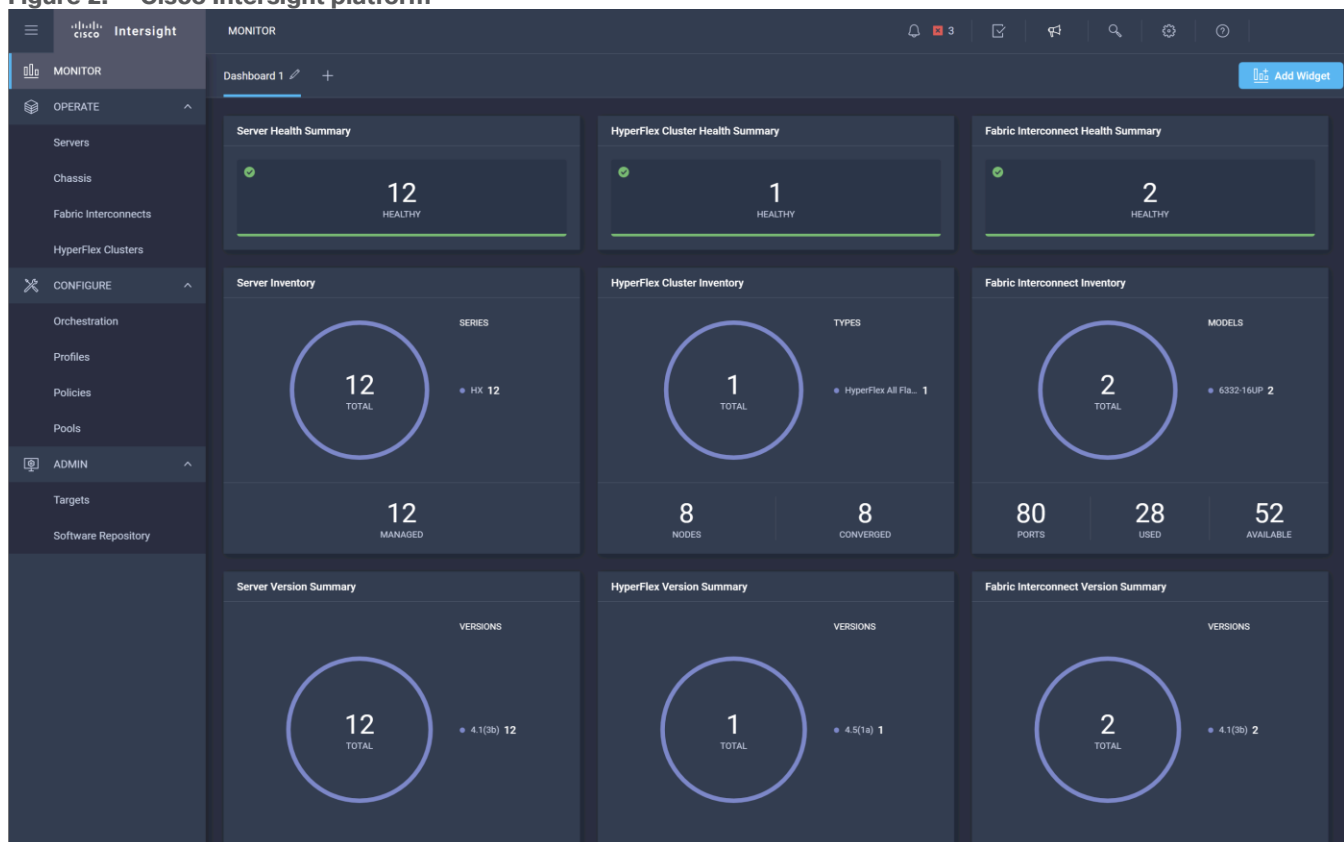 Figure 2. Cisco Intersight platform
cisco Intersight
MONITOR
3
MONITOR
OPERATE
Servers
Chassis
Fabric Interconnects
HyperFlex Clusters
CONFIGURE
Orchestration
Profiles
Policies
Pools
ADMIN
Targets
Software Repository
Dashboard 1
+
Add Widget
Server Health Summary
12
HEALTHY
HyperFlex Cluster Health Summary
1
HEALTHY
Fabric Interconnect Health Summary
2
HEALTHY
Server Inventory
12
TOTAL
SERIES
HX 12
12
MANAGED
HyperFlex Cluster Inventory
1
TOTAL
TYPES
HyperFlex All Fla... 1
8
NODES
8
CONVERGED
Fabric Interconnect Inventory
2
TOTAL
MODELS
6332-16UP 2
80
PORTS
28
USED
52
AVAILABLE
Server Version Summary
12
TOTAL
VERSIONS
4.1(3b) 12
HyperFlex Version Summary
1
TOTAL
VERSIONS
4.5(1a) 1
Fabric Interconnect Version Summary
2
TOTAL
VERSIONS
4.1(3b) 2